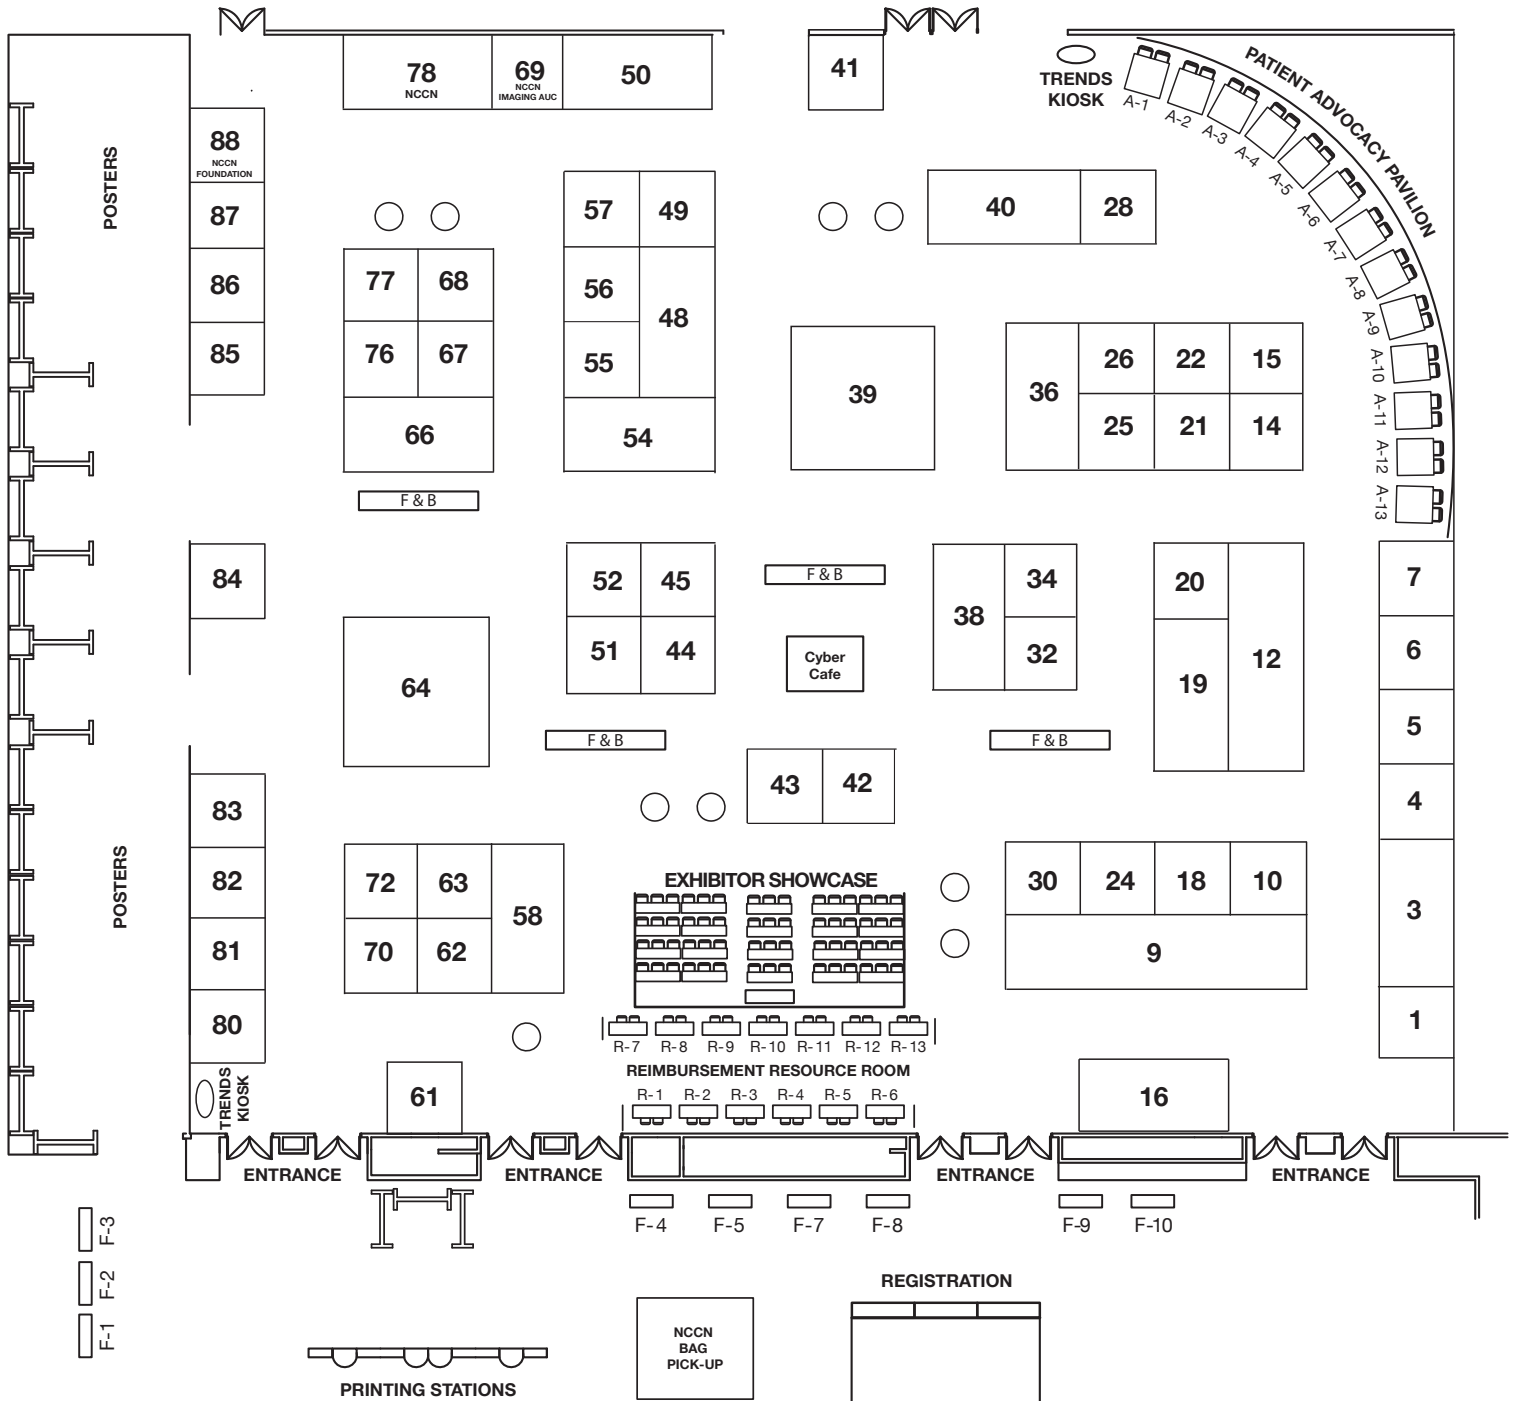 78
NCCN
69
NCCN
IMAGING AUC
50
41
TRENDS
KIOSK
PATIENT ADVOCACY PAVILION
A-1
A-2
A-3
A-4
A-5
A-6
A-7
A-8
A-9
A-10
A-11
A-12
A-13
POSTERS
88
NCCN
FOUNDATION
87
86
85
57
49
56
48
55
54
77
68
76
67
66
F & B
40
28
39
36
26
22
15
25
21
14
84
52
45
51
44
F & B
Cyber
Cafe
38
34
32
20
19
12
7
6
5
4
3
1
64
F & B
F & B
43
42
POSTERS
83
82
81
80
72
63
58
70
62
EXHIBITOR SHOWCASE
30
24
18
10
9
R-7
R-8
R-9
R-10
R-11
R-12
R-13
REIMBURSEMENT RESOURCE ROOM
R-1
R-2
R-3
R-4
R-5
R-6
TRENDS
KIOSK
61
16
ENTRANCE
ENTRANCE
ENTRANCE
ENTRANCE
F-4
F-5
F-7
F-8
F-9
F-10
F-3
F-2
F-1
REGISTRATION
NCCN
BAG
PICK-UP
PRINTING STATIONS